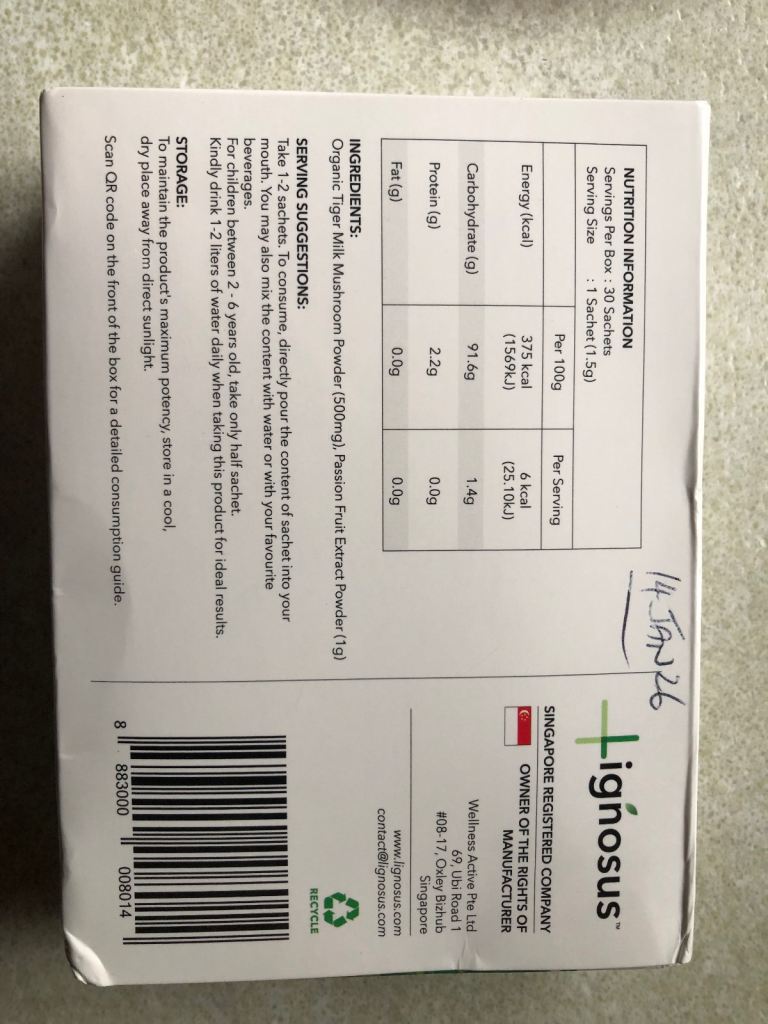 NUTRITION INFORMATION
Servings Per Box : 30 Sachets
Serving Size : 1 Sachet (1.5g)
Per 100g Per Serving
Energy (kcal) 375 kcal 6 kcal
(1569kJ) (25.10kJ)
Carbohydrate (g) 91.6g 1.4g
Protein (g) 2.2g 0.0g
Fat (g) 0.0g 0.0g
INGREDIENTS:
Organic Tiger Milk Mushroom Powder (500mg), Passion Fruit Extract Powder (1g)
SERVING SUGGESTIONS:
Take 1-2 sachets. To consume, directly pour the content of sachet into your
mouth. You may also mix the content with water or with your favourite
beverages.
For children between 2 - 6 years old, take only half sachet.
Kindly drink 1-2 liters of water daily when taking this product for ideal results.
STORAGE:
To maintain the product's maximum potency, store in a cool,
dry place away from direct sunlight.
Scan QR code on the front of the box for a detailed consumption guide.
14 JAN 26
Lignosus™
SINGAPORE REGISTERED COMPANY
OWNER OF THE RIGHTS OF
MANUFACTURER
Wellness Active Pte Ltd
69, Ubi Road 1
#08-17, Oxley Bizhub
Singapore
www.lignosus.com
contact@lignosus.com
RECYCLE
8 883000 008014